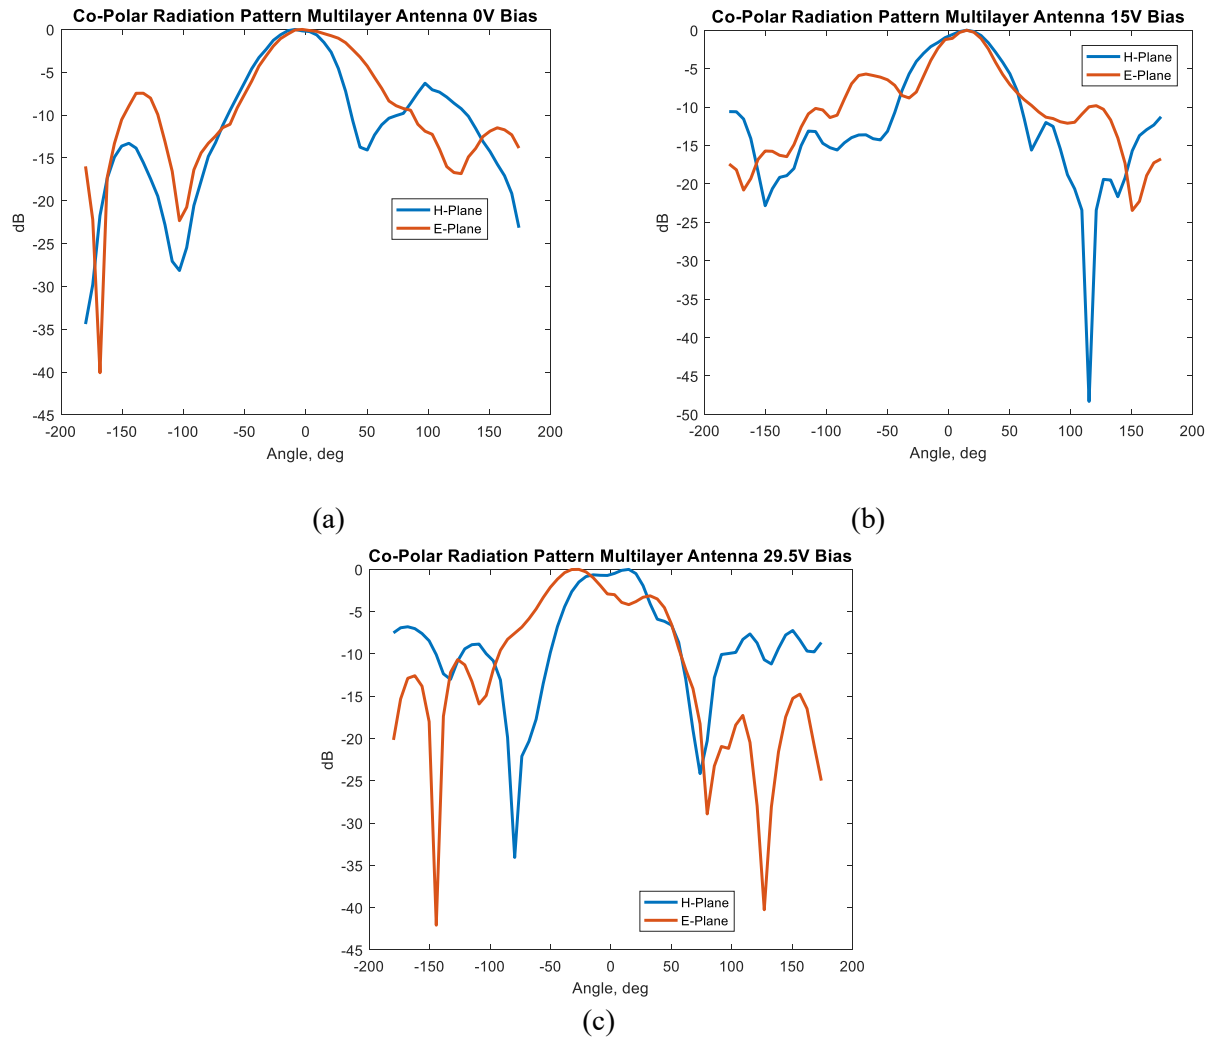 Co-Polar Radiation Pattern Multilayer Antenna 0V Bias
0
-5
-10
-15
-20
-25
-30
-35
-40
-45
dB
-200 -150 -100 -50 0 50 100 150 200
Angle, deg
H-Plane
E-Plane
(a)
Co-Polar Radiation Pattern Multilayer Antenna 15V Bias
0
-5
-10
-15
-20
-25
-30
-35
-40
-45
-50
dB
-200 -150 -100 -50 0 50 100 150 200
Angle, deg
H-Plane
E-Plane
(b)
Co-Polar Radiation Pattern Multilayer Antenna 29.5V Bias
0
-5
-10
-15
-20
-25
-30
-35
-40
-45
dB
-200 -150 -100 -50 0 50 100 150 200
Angle, deg
H-Plane
E-Plane
(c)